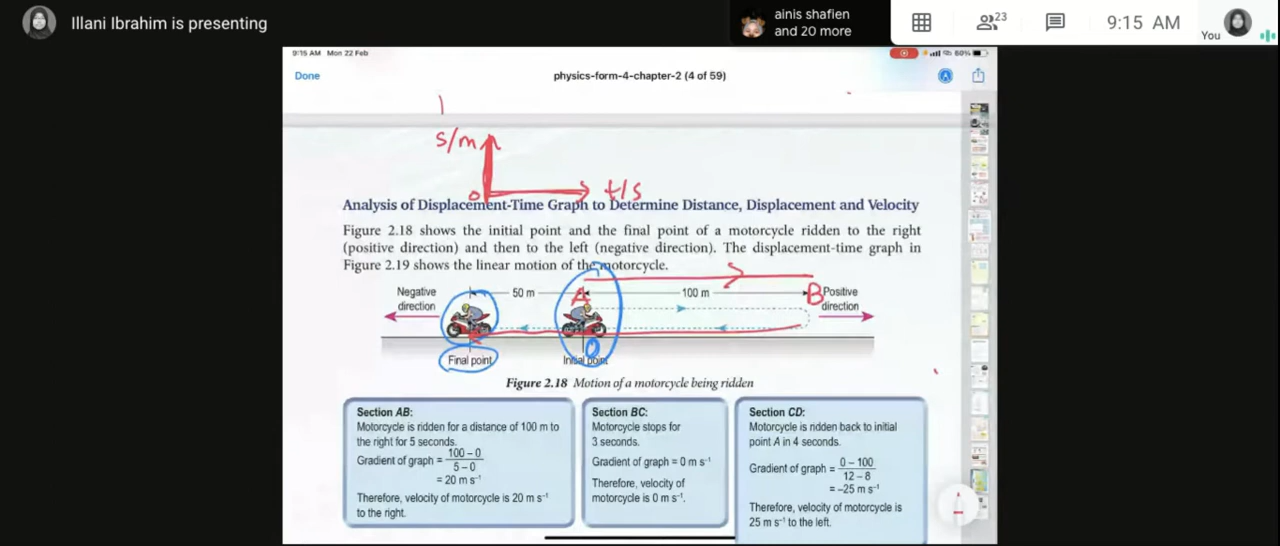 Illani Ibrahim is presenting
ainis shafien
and 20 more
23
9:15 AM
You
9:15 AM Mon 22 Feb
60%
Done
physics-form-4-chapter-2 (4 of 59)
s/m
0
t/s
Analysis of Displacement-Time Graph to Determine Distance, Displacement and Velocity
Figure 2.18 shows the initial point and the final point of a motorcycle ridden to the right
(positive direction) and then to the left (negative direction). The displacement-time graph in
Figure 2.19 shows the linear motion of the motorcycle.
Negative
direction
50 m
A
100 m
B
Positive
direction
Final point
Initial point
0
Figure 2.18 Motion of a motorcycle being ridden
Section AB:
Motorcycle is ridden for a distance of 100 m to
the right for 5 seconds.
Gradient of graph = 100 – 0
5 – 0
= 20 m s⁻¹
Therefore, velocity of motorcycle is 20 m s⁻¹
to the right.
Section BC:
Motorcycle stops for
3 seconds.
Gradient of graph = 0 m s⁻¹
Therefore, velocity of
motorcycle is 0 m s⁻¹.
Section CD:
Motorcycle is ridden back to initial
point A in 4 seconds.
Gradient of graph = 0 – 100
12 – 8
= –25 m s⁻¹
Therefore, velocity of motorcycle is
25 m s⁻¹ to the left.